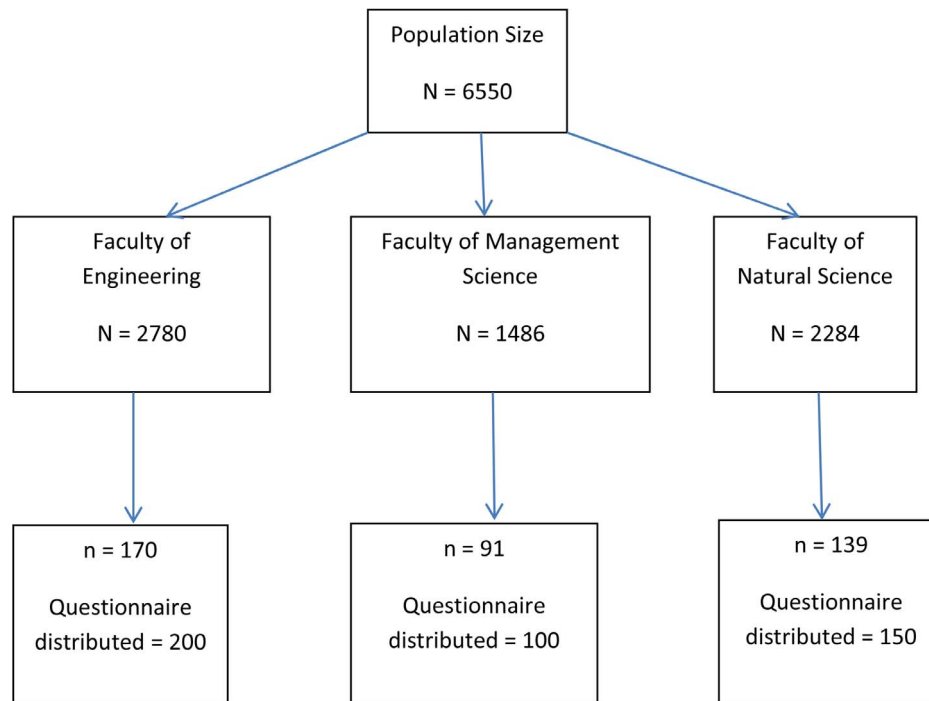 Population Size
N = 6550
Faculty of
Engineering
N = 2780
Faculty of Management
Science
N = 1486
Faculty of
Natural Science
N = 2284
n = 170
Questionnaire
distributed = 200
n = 91
Questionnaire
distributed = 100
n = 139
Questionnaire
distributed = 150